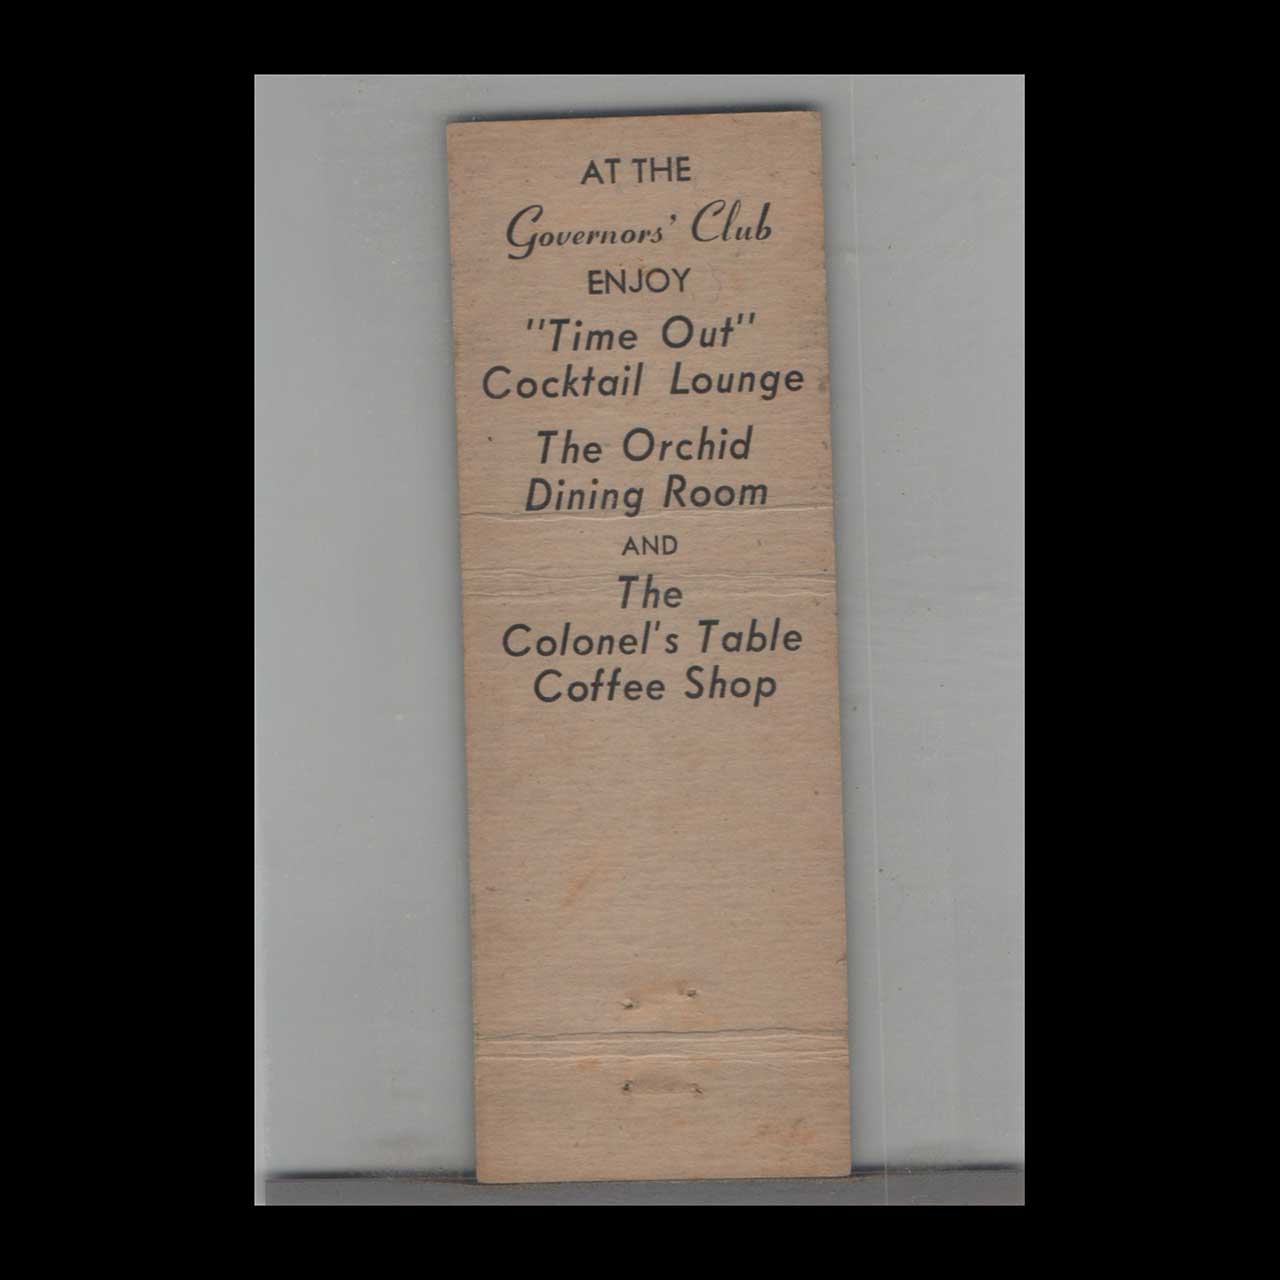 AT THE
Governors' Club
ENJOY
"Time Out"
Cocktail Lounge
The Orchid
Dining Room
AND
The
Colonel's Table
Coffee Shop